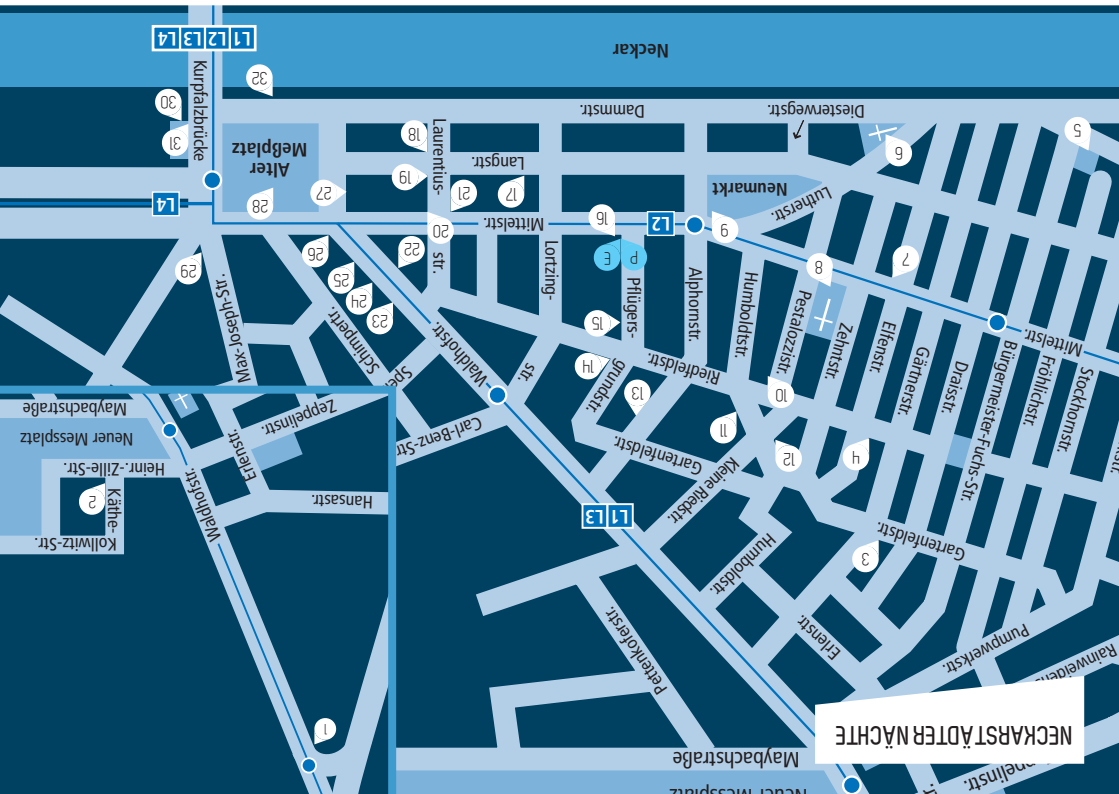 NECKARSTÄDTER NÄCHTE
Neuer Messplatz
Maybachstraße
ppelinstr.
Rainweiden
Pumpwerkstr.
1
Pettenkoferstr.
Erlenstr.
Humboldtstr.
3
Gartenfeldstr.
L1 L3
Kollwitz-Str.
Käthe-
2
Waldhofstr.
Hansastr.
Heinr.-Zille-Str.
Neuer Messplatz
Maybachstraße
Erlenstr.
Zeppelinstr.
Stockhornstr.
Fröhlichstr.
Bürgermeister-Fuchs-Str.
Draisstr.
Gärtnerstr.
Elfenstr.
Zehntstr.
Pestalozzistr.
Humboldtstr.
4
12
Kleine Riedstr.
Gartenfeldstr.
11
10
13
14
grundstr.
Carl-Benz-Str.
str.
Spe
Riedfeldstr.
Waldhofstr.
Mittelstr.
15
23
24
25
26
Schimperstr.
Max-Joseph-Str.
29
7
8
Alphornstr.
Pflügers-
P
E
Lortzing-
str.
22
9
L2
16
Mittelstr.
20
28
L4
Lutherstr.
Neumarkt
17
21
27
Langstr.
19
Laurentius-
18
Alter
Meßplatz
5
6
Diesterwegstr.
Dammstr.
31
30
Kurpfalzbrücke
32
Neckar
L1 L2 L3 L4